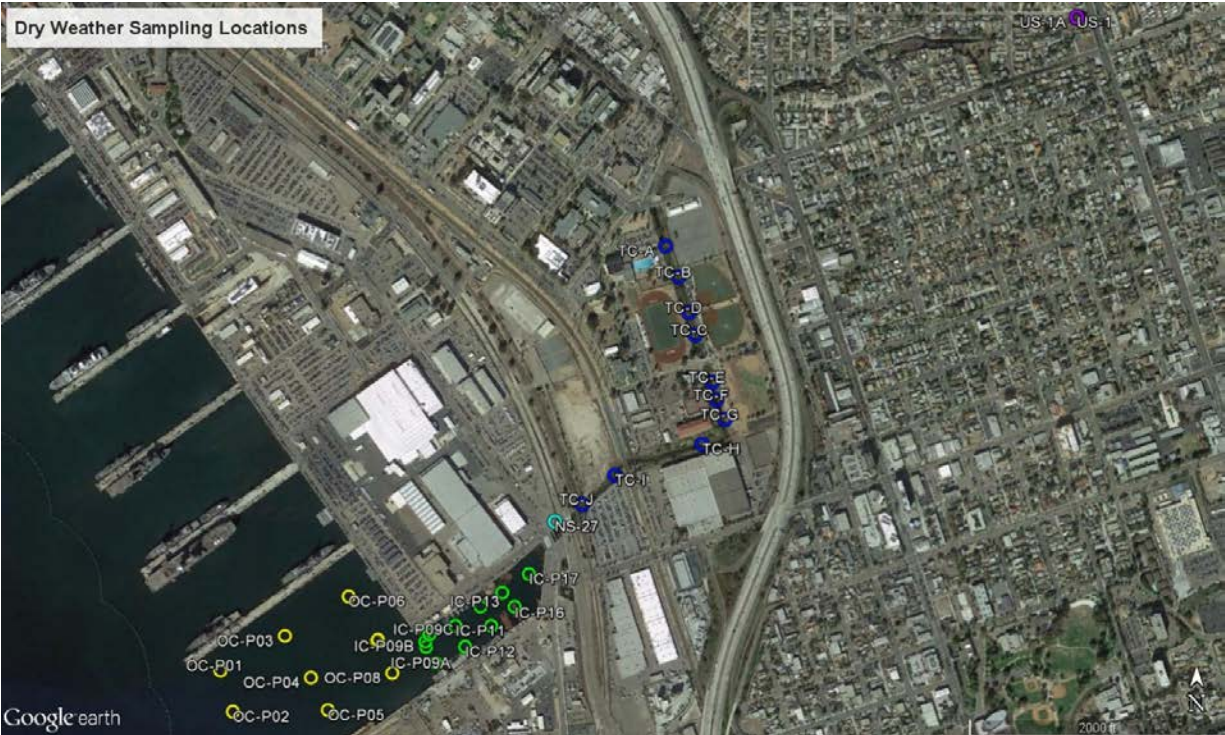 Dry Weather Sampling Locations
US-1A US-1
TC-A
TC-B
TC-D
TC-C
TC-E
TC-F
TC-G
TC-H
TC-I
TC-J
NS-27
IC-P17
OC-P06
IC-P13
IC-P16
IC-P09C
IC-P11
OC-P03
IC-P09B
IC-P12
IC-P09A
OC-P01
OC-P04
OC-P08
OC-P02
OC-P05
Google earth
2000 ft
N